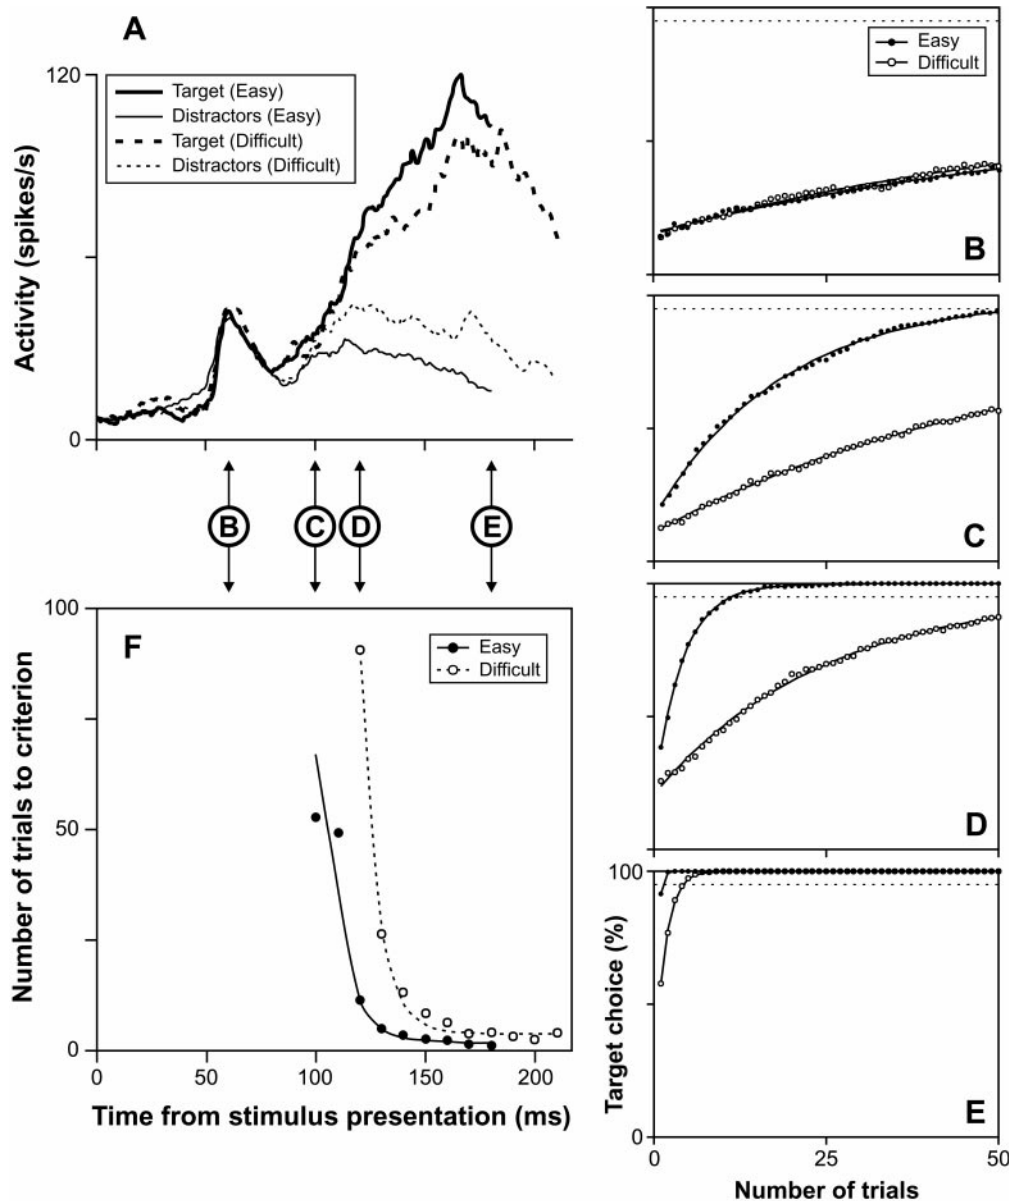 A
120
Target (Easy)
Distractors (Easy)
Target (Difficult)
Distractors (Difficult)
Activity (spikes/s)
0
B
C
D
E
100
F
Easy
Difficult
Number of trials to criterion
50
0
0
50
100
150
200
Time from stimulus presentation (ms)
Easy
Difficult
B
C
D
100
Target choice (%)
E
0
0
25
50
Number of trials